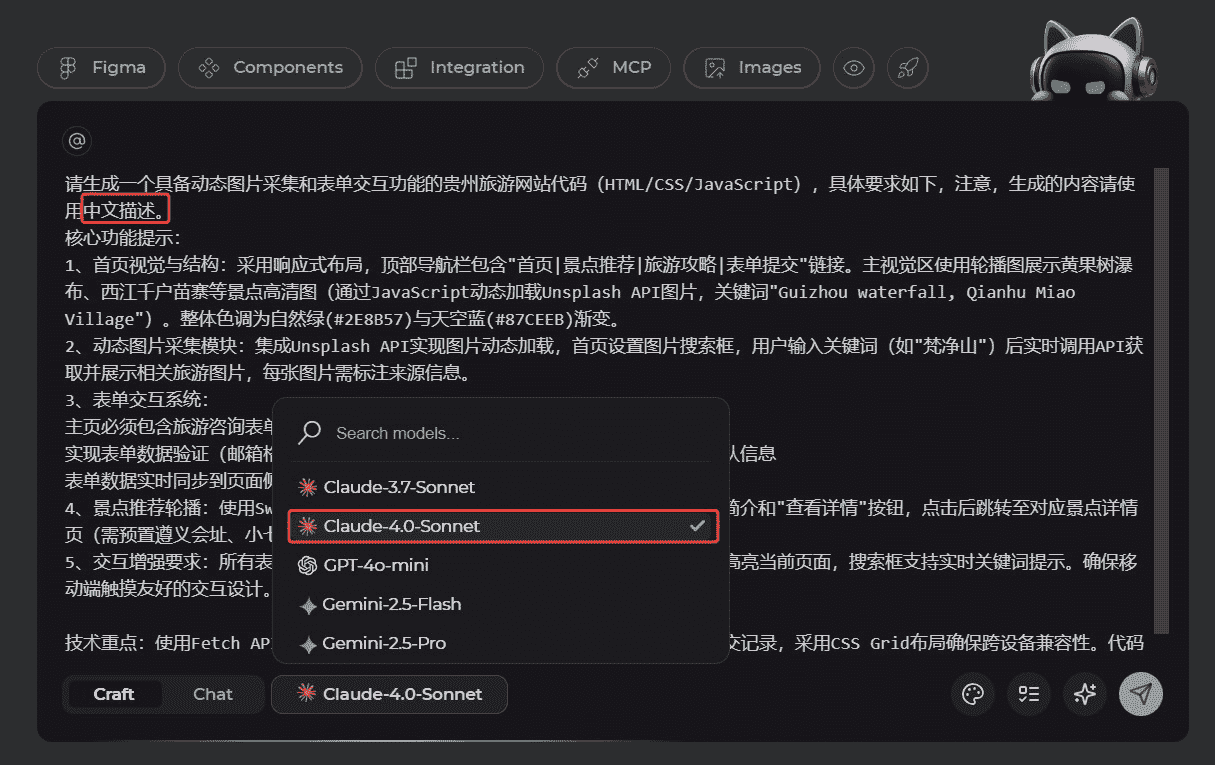 Figma Components Integration MCP Images
@
请生成一个具备动态图片采集和表单交互功能的贵州旅游网站代码（HTML/CSS/JavaScript） 具体要求如下，注意，生成的内容请使
用中文描述。
核心功能提示：
1、首页视觉与结构：采用响应式布局，顶部导航栏包含"首页|景点推荐|旅游攻略|表单提交"链接。主视觉区使用轮播图展示黄果树瀑
布、西江千户苗寨等景点高清图（通过JavaScript动态加载Unsplash API图片，关键词"Guizhou waterfall, Qianhu Miao
Village"）。整体色调为自然绿(#2E8B57)与天空蓝(#87CEEB)渐变。
2、动态图片采集模块：集成Unsplash API实现图片动态加载，首页设置图片搜索框，用户输入关键词（如"梵净山"）后实时调用API获
取并展示相关旅游图片，每张图片需标注来源信息。
3、表单交互系统：
主页必须包含旅游咨询表单
实现表单数据验证（邮箱 认信息
表单数据实时同步到页面
4、景点推荐轮播：使用Sw 简介和"查看详情"按钮，点击后跳转至对应景点详情
页（需预置遵义会址、小
5、交互增强要求：所有表 高亮当前页面，搜索框支持实时关键词提示。确保移
动端触摸友好的交互设计。
技术重点：使用Fetch AP 交记录，采用CSS Grid布局确保跨设备兼容性。代码
Search models...
Claude-3.7-Sonnet
Claude-4.0-Sonnet
GPT-4o-mini
Gemini-2.5-Flash
Gemini-2.5-Pro
Craft Chat Claude-4.0-Sonnet